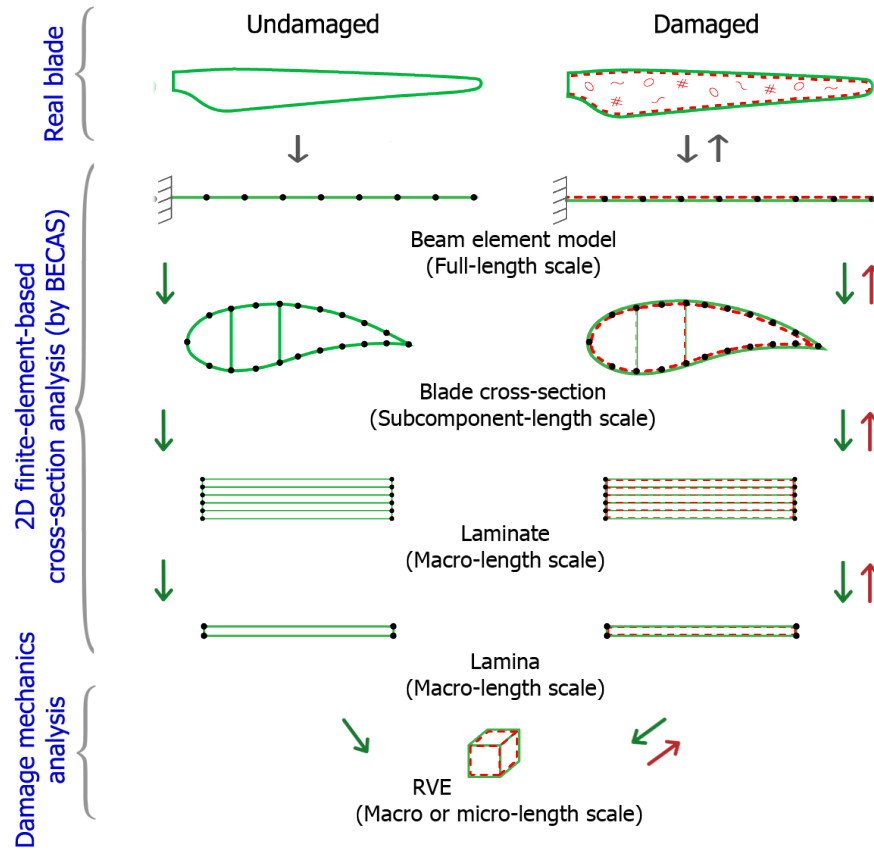 Undamaged
Damaged
Real blade
Beam element model
(Full-length scale)
2D finite-element-based
cross-section analysis (by BECAS)
Blade cross-section
(Subcomponent-length scale)
Laminate
(Macro-length scale)
Lamina
(Macro-length scale)
Damage mechanics
analysis
RVE
(Macro or micro-length scale)